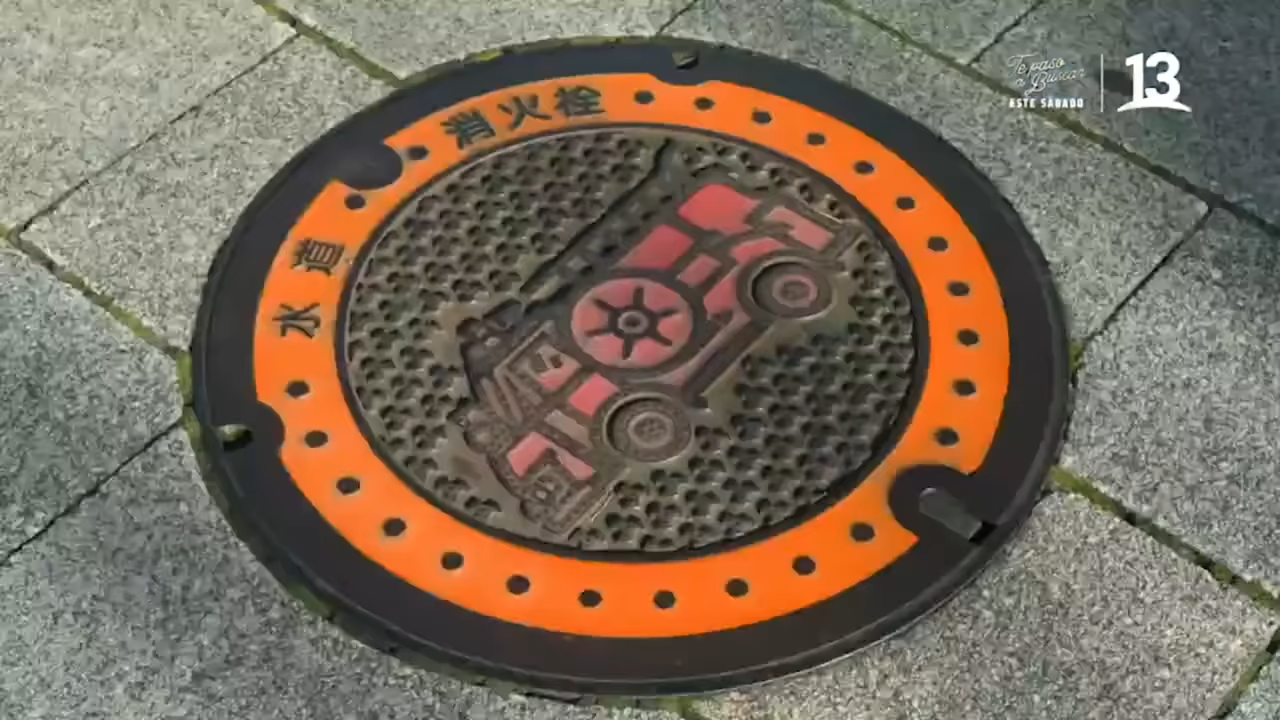 水道
消火栓
Te paso
a Buscar
ESTE SÁBADO
13